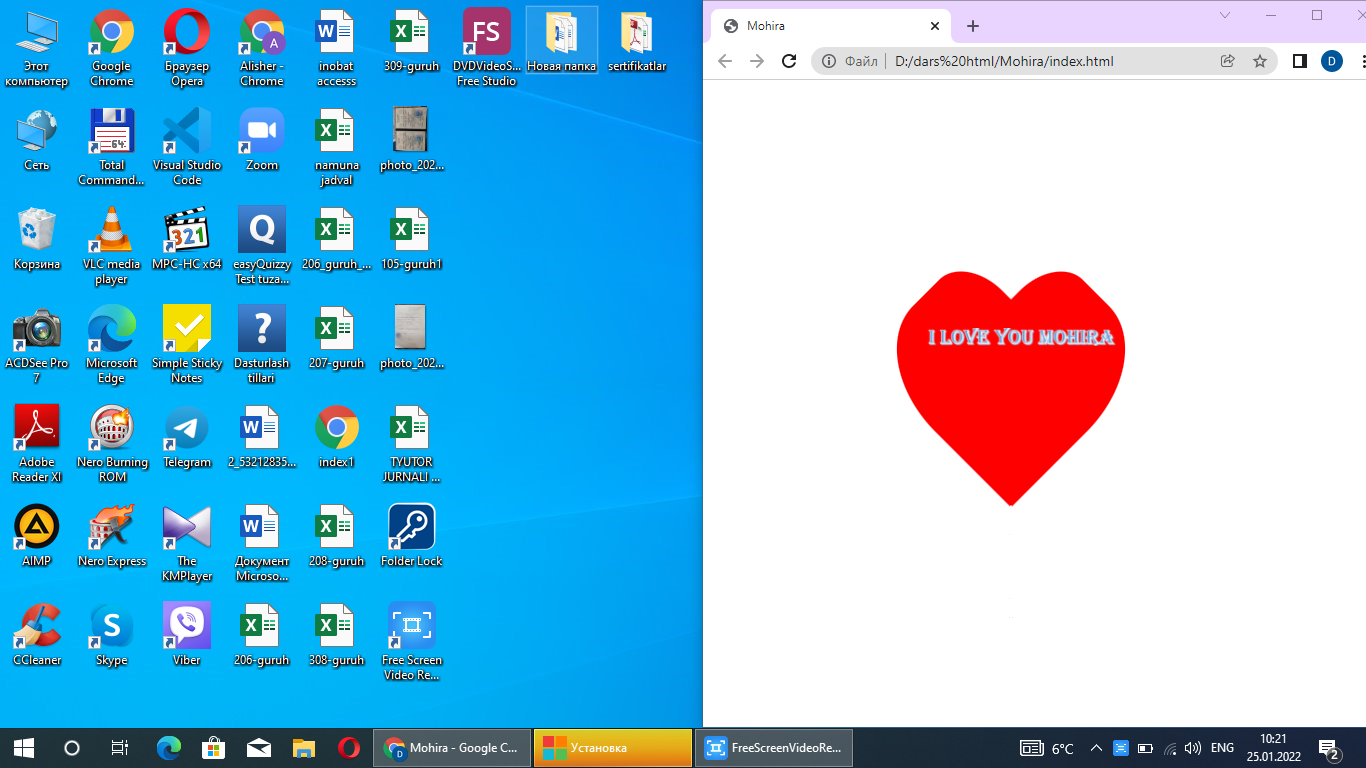 Этот
компьютер
Google
Chrome
Браузер
Opera
Alisher -
Chrome
A
inobat
accesss
309-guruh
FS
DVDVideoS...
Free Studio
Новая папка
sertifikatlar
Сеть
64:
Total
Command...
Visual Studio
Code
Zoom
namuna
jadval
photo_202...
Корзина
VLC media
player
321
MPC-HC x64
Q
easyQuizzy
Test tuza...
206_guruh_...
105-guruh1
ACDSee Pro
7
Microsoft
Edge
Simple Sticky
Notes
?
Dasturlash
tillari
207-guruh
photo_202...
Adobe
Reader XI
Nero Burning
ROM
Telegram
2_53212835...
index1
TYUTOR
JURNALI ...
AIMP
Nero Express
The
KMPlayer
Документ
Microso...
208-guruh
Folder Lock
CCleaner
Skype
Viber
206-guruh
308-guruh
Free Screen
Video Re...
Mohira
Файл D:/dars%20html/Mohira/index.html D
I LOVE YOU MOHIRA
Mohira - Google C...
Установка
FreeScreenVideoRe...
6°C
ENG
10:21
25.01.2022
2